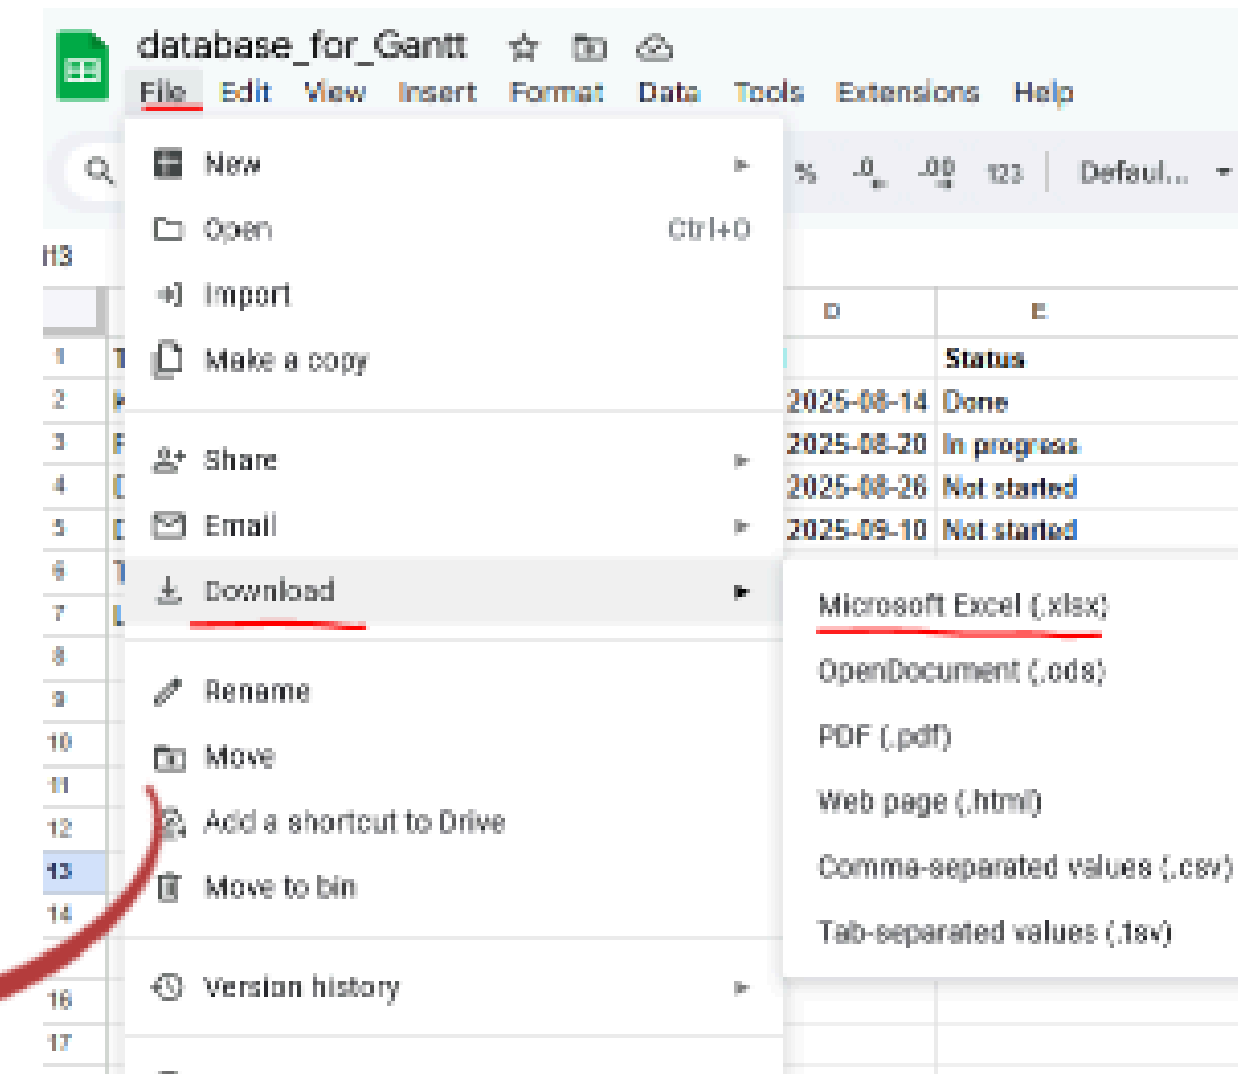 database_for_Gantt
File Edit View Insert Format Data Tools Extensions Help
New
% .0 .00 123 Defaul...
Open Ctrl+O
Import
D E
1 T Make a copy Status
2 2025-08-14 Done
3 2025-08-20 In progress
Share
4 2025-08-26 Not started
5 Email 2025-09-10 Not started
6 T
Download
7 L
Microsoft Excel (.xlsx)
8
OpenDocument (.ods)
9 Rename
10 PDF (.pdf)
Move
11
Web page (.html)
12 Add a shortcut to Drive
13 Comma-separated values (.csv)
Move to bin
14
Tab-separated values (.tsv)
Version history
16
17